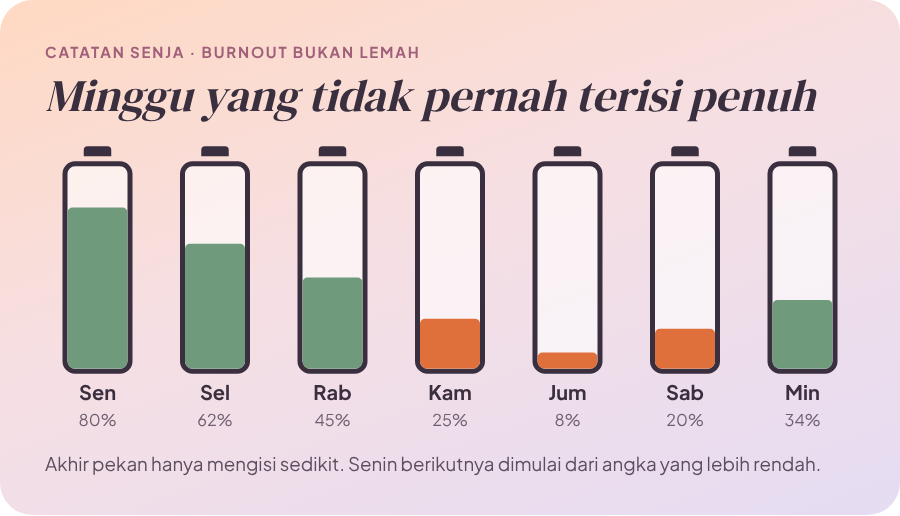 CATATAN SENJA · BURNOUT BUKAN LEMAH
Minggu yang tidak pernah terisi penuh
Sen Sel Rab Kam Jum Sab Min
80% 62% 45% 25% 8% 20% 34%
Akhir pekan hanya mengisi sedikit. Senin berikutnya dimulai dari angka yang lebih rendah.